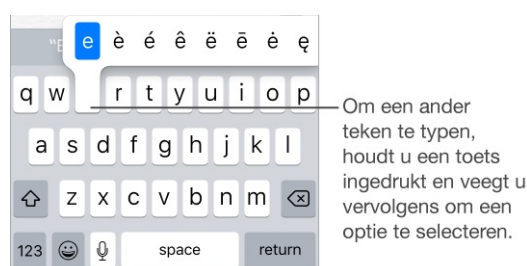 "E
e è é ê ë ē ė ę
q w r t y u i o p
a s d f g h j k l
z x c v b n m
123 space return
Om een ander
teken te typen,
houdt u een toets
ingedrukt en veegt u
vervolgens om een
optie te selecteren.